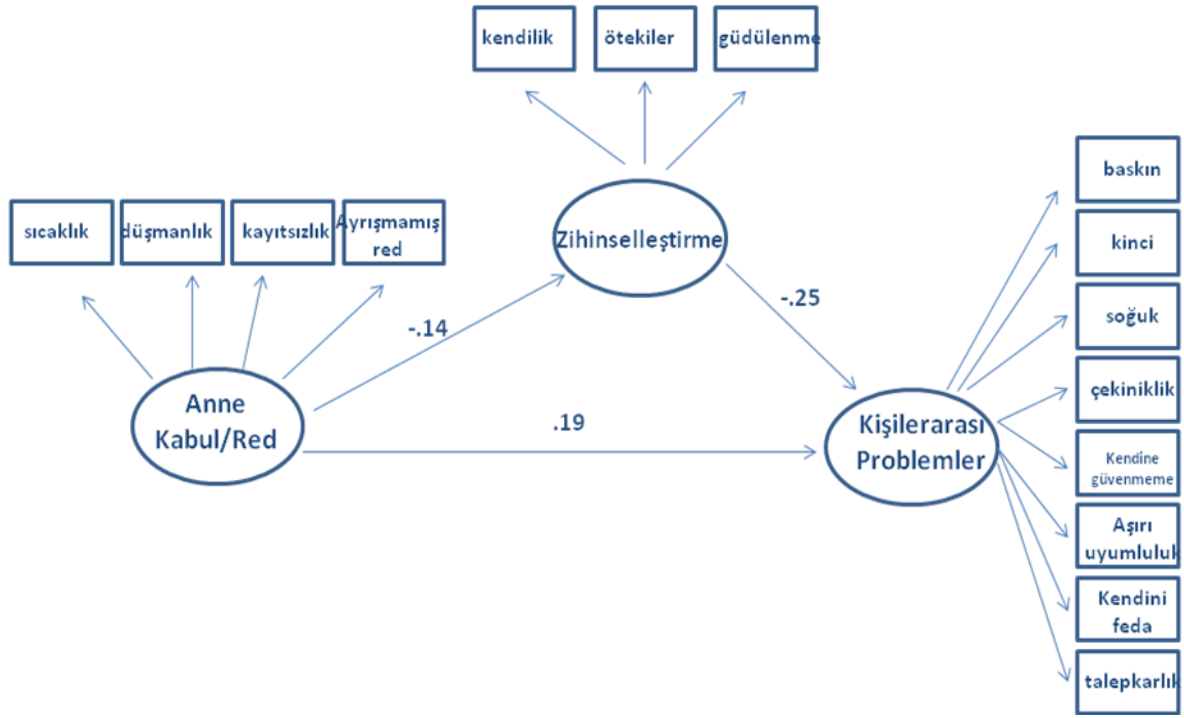 kendilik
ötekiler
güdülenme
baskın
kinci
soğuk
çekiniklik
Kendine
güvenmeme
Aşırı
uyumluluk
Kendini
feda
talepkarlık
sıcaklık
düşmanlık
kayıtsızlık
Ayrışmamış
red
Zihinselleştirme
-.14
-.25
.19
Anne
Kabul/Red
Kişilerarası
Problemler